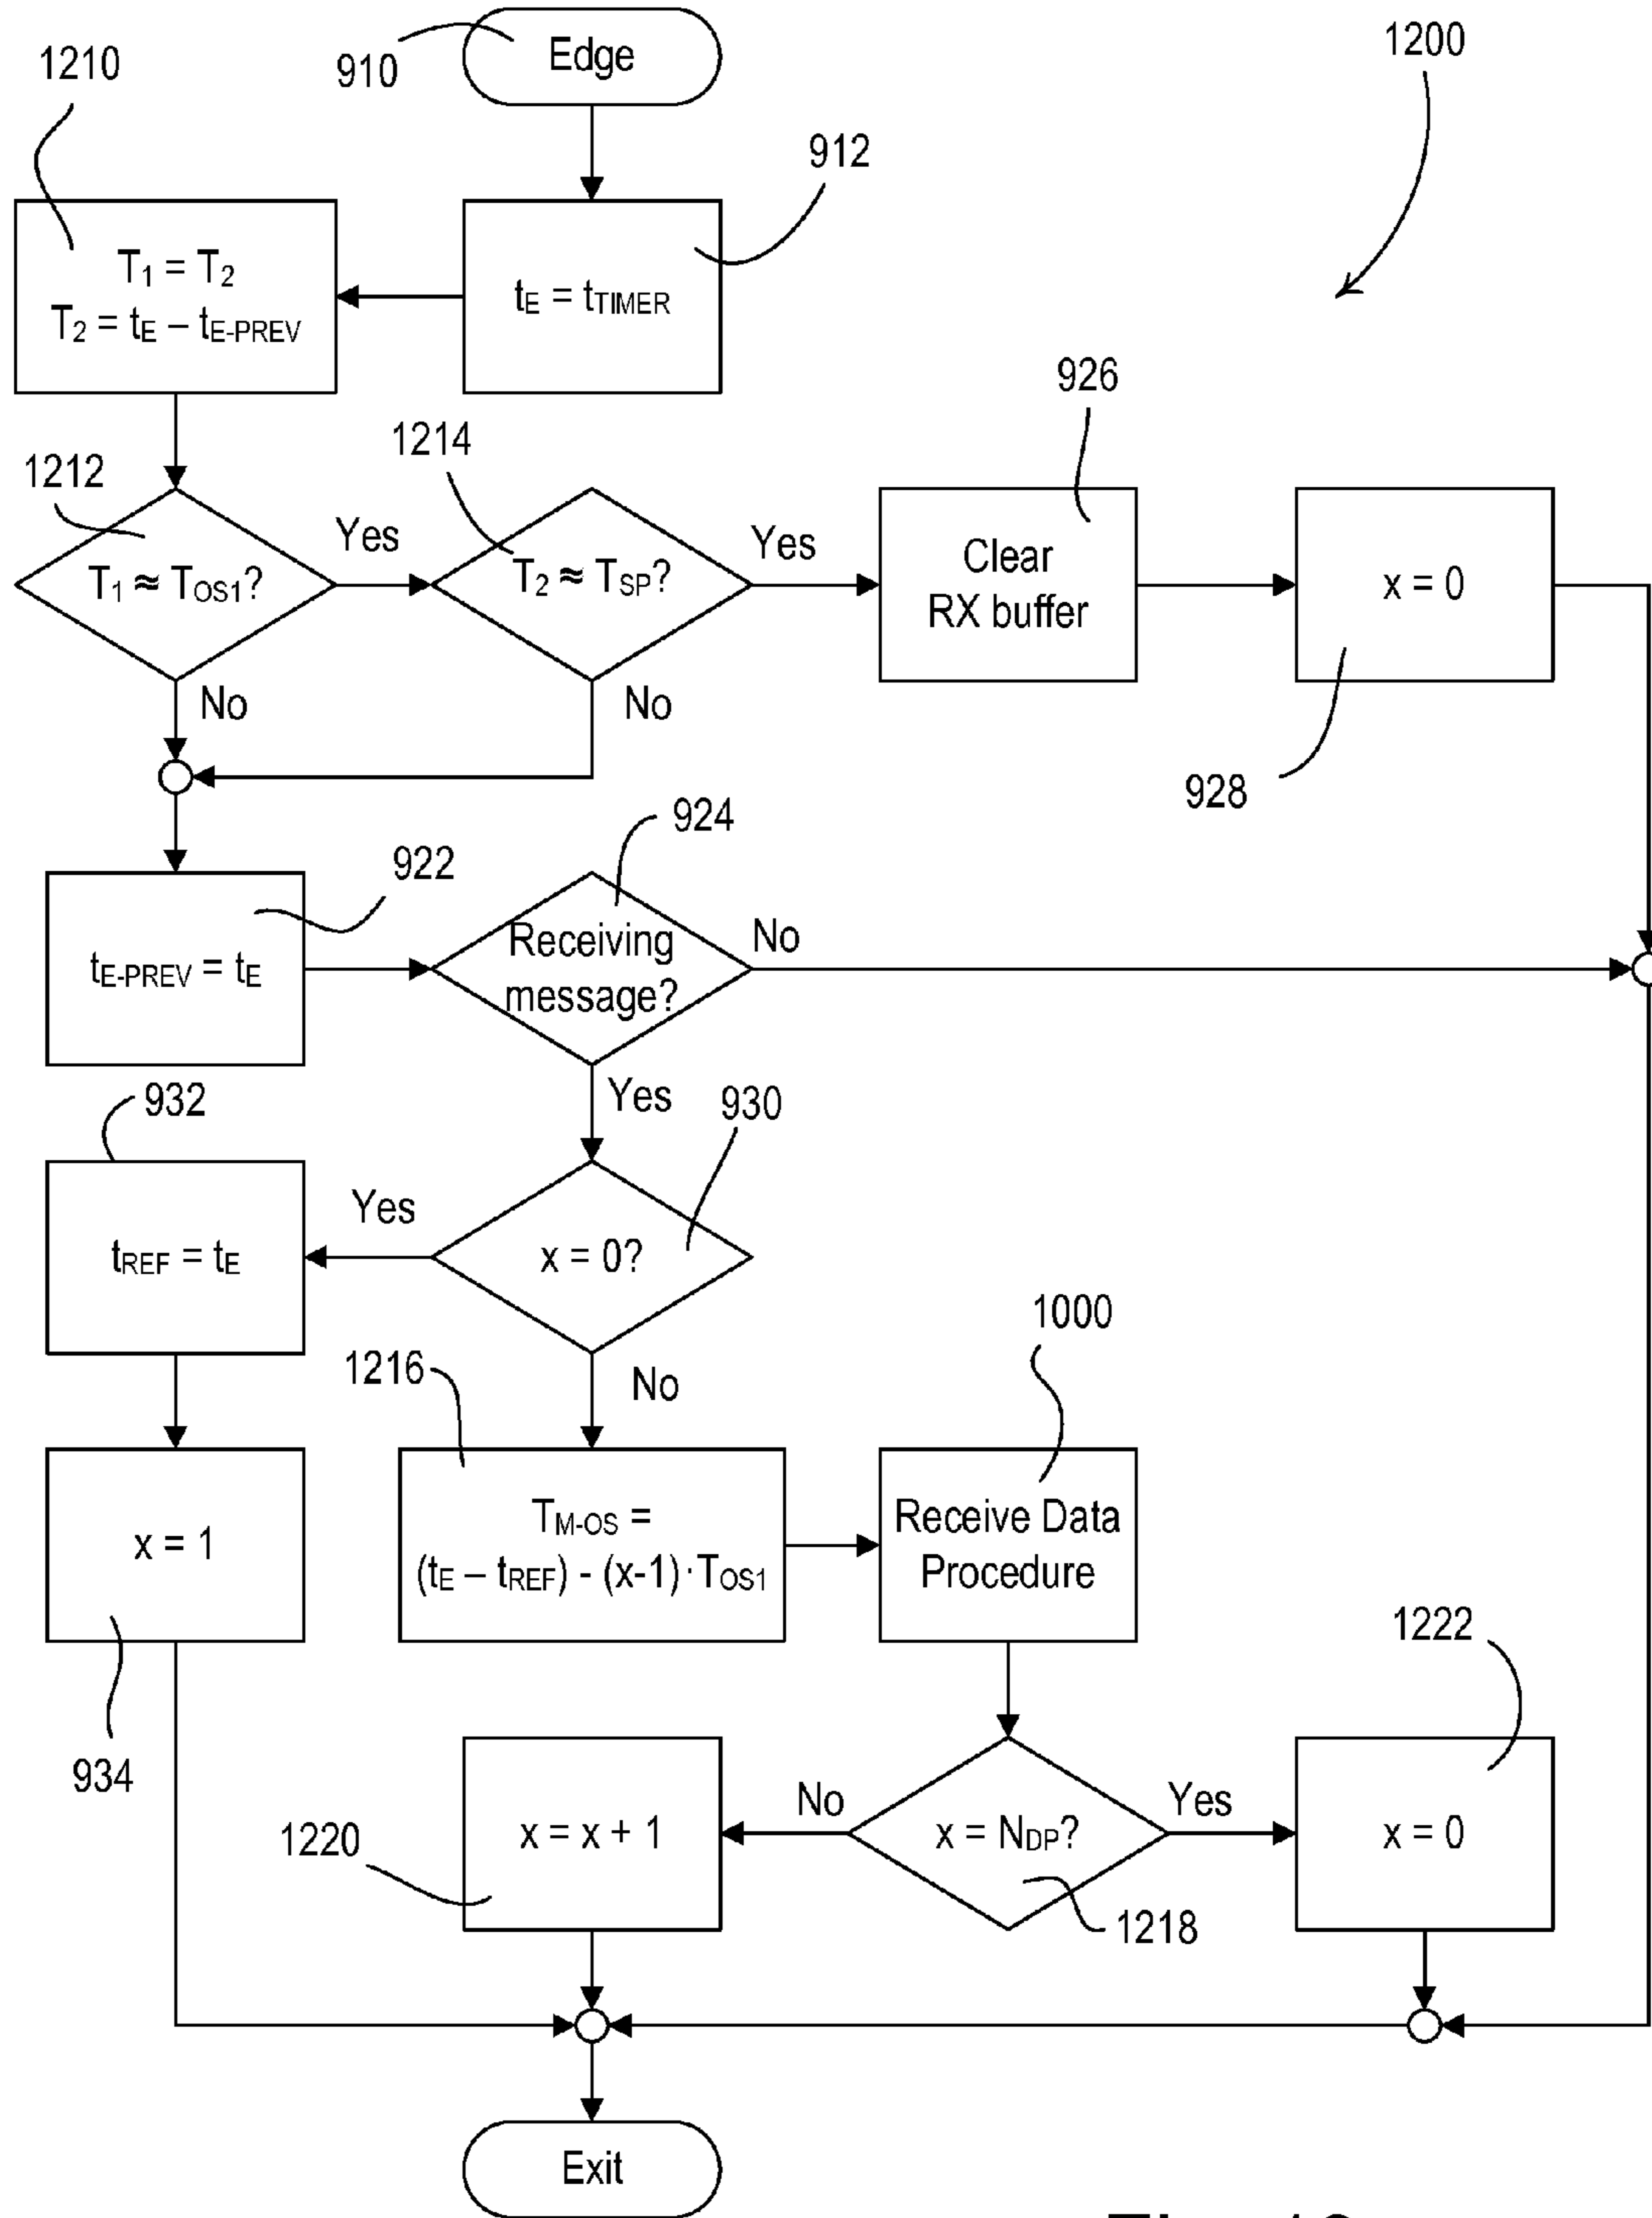 Edge
910
1200
1210
912
T₁ = T₂
T₂ = tE – tE-PREV
tE = tTIMER
926
1214
1212
Yes
Yes
T₁ ≈ TOS1?
T₂ ≈ TSP?
Clear
RX buffer
x = 0
No
No
928
924
922
Receiving
message?
No
tE-PREV = tE
Yes
932
930
Yes
tREF = tE
x = 0?
1000
1216
No
x = 1
TM-OS =
(tE – tREF) - (x-1)·TOS1
Receive Data
Procedure
1222
934
1220
x = x + 1
No
x = NDP?
Yes
x = 0
1218
Exit